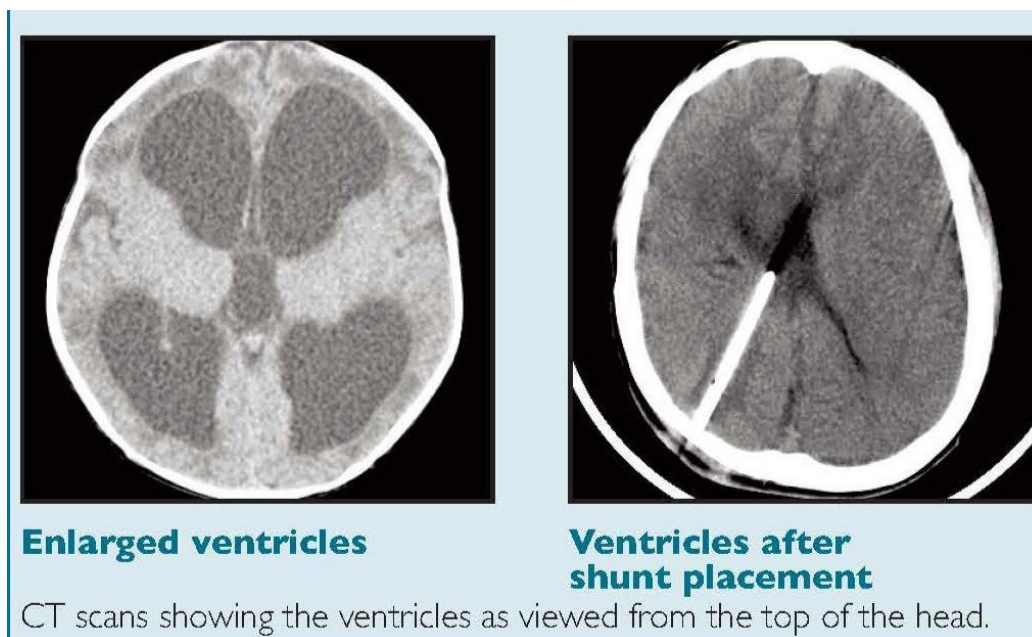 Enlarged ventricles
Ventricles after
shunt placement
CT scans showing the ventricles as viewed from the top of the head.